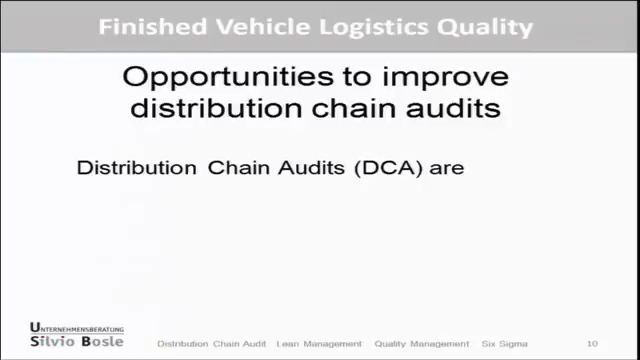 Finished Vehicle Logistics Quality
Opportunities to improve
distribution chain audits
Distribution Chain Audits (DCA) are
UNTERNEHMENSBERATUNG
Silvio Bosle
Distribution Chain Audit Lean Management Quality Management Six Sigma 10